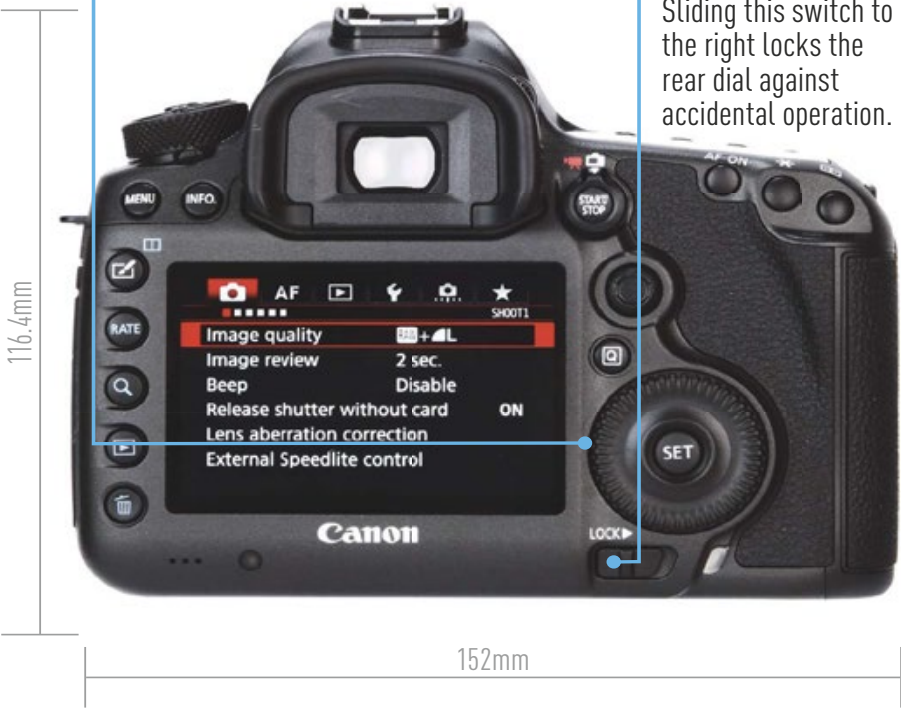 Sliding this switch to
the right locks the
rear dial against
accidental operation.
AF ON
MENU INFO.
START/
STOP
116.4mm
RATE
AF
SHOOT1
Image quality RAW+L
Image review 2 sec.
Beep Disable
Release shutter without card ON
Lens aberration correction
External Speedlite control
Q
SET
Canon
LOCK
152mm